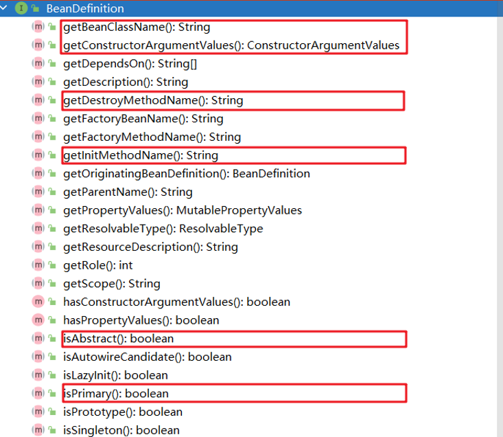 BeanDefinition
getBeanClassName(): String
getConstructorArgumentValues(): ConstructorArgumentValues
getDependsOn(): String[]
getDescription(): String
getDestroyMethodName(): String
getFactoryBeanName(): String
getFactoryMethodName(): String
getInitMethodName(): String
getOriginatingBeanDefinition(): BeanDefinition
getParentName(): String
getPropertyValues(): MutablePropertyValues
getResolvableType(): ResolvableType
getResourceDescription(): String
getRole(): int
getScope(): String
hasConstructorArgumentValues(): boolean
hasPropertyValues(): boolean
isAbstract(): boolean
isAutowireCandidate(): boolean
isLazyInit(): boolean
isPrimary(): boolean
isPrototype(): boolean
isSingleton(): boolean